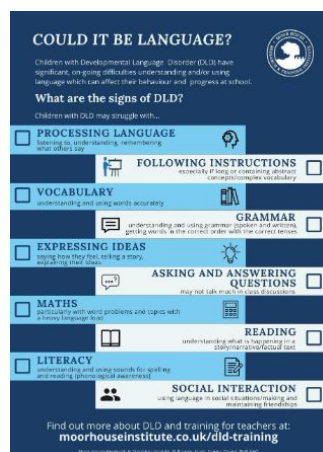 COULD IT BE LANGUAGE?
Children with Developmental Language Disorder (DLD) have
significant, on-going difficulties understanding and/or using
language which can affect their behaviour and progress at school.
What are the signs of DLD?
Children with DLD may struggle with...
PROCESSING LANGUAGE
listening to, understanding, remembering
what others say
FOLLOWING INSTRUCTIONS
especially if long or containing abstract
concepts/complex vocabulary
VOCABULARY
understanding and using words accurately
GRAMMAR
understanding and using grammar (spoken and written),
getting words in the correct order with the correct tenses
EXPRESSING IDEAS
saying how they feel, telling a story,
explaining their ideas
ASKING AND ANSWERING
QUESTIONS
may not talk much in class discussions
MATHS
particularly with word problems and topics with
a heavy language load
READING
understanding what is happening in a
story/narrative/factual text
LITERACY
understanding and using sounds for spelling
and reading (phonological awareness)
SOCIAL INTERACTION
using language in social situations/making and
maintaining friendships
Find out more about DLD and training for teachers at:
moorhouseinstitute.co.uk/dld-training